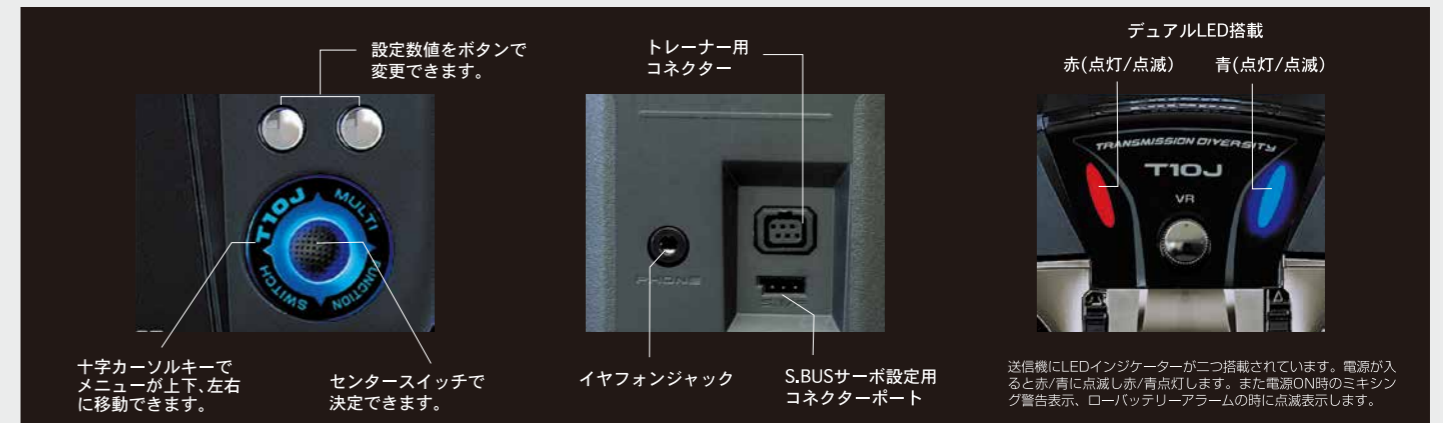 設定数値をボタンで
変更できます。
T10J MULTI FUNCTION SWITCH
十字カーソルキーで
メニューが上下、左右
に移動できます。
センタースイッチで
決定できます。
トレーナー用
コネクター
PHONE
イヤフォンジャック
S.BUSサーボ設定用
コネクターポート
デュアルLED搭載
赤(点灯/点滅)
青(点灯/点滅)
TRANSMISSION DIVERSITY
T10J
VR
送信機にLEDインジケーターが二つ搭載されています。電源が入
ると赤/青に点滅し赤/青点灯します。また電源ON時のミキシン
グ警告表示、ローバッテリーアラームの時に点滅表示します。